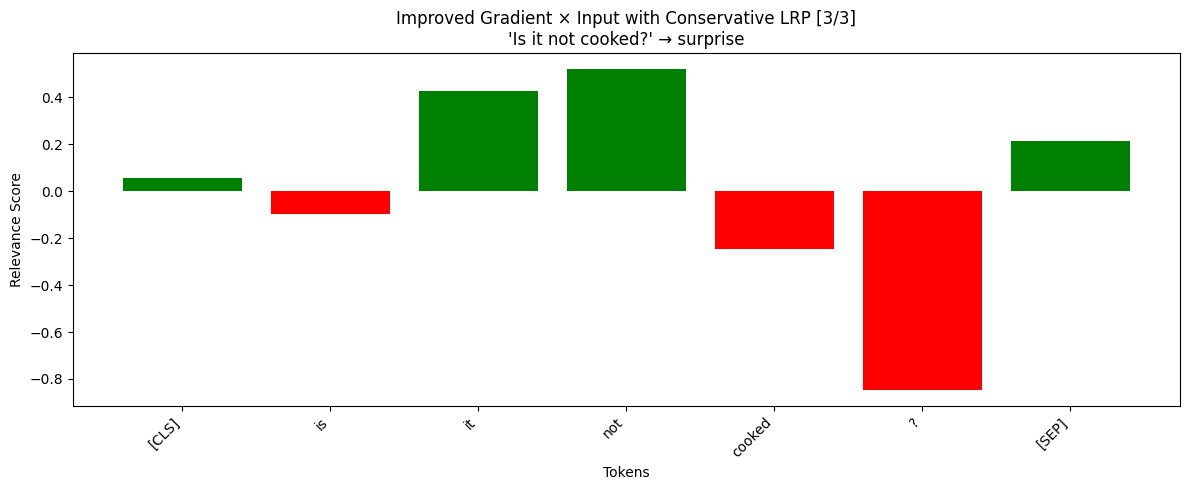 Improved Gradient × Input with Conservative LRP [3/3]
'Is it not cooked?' → surprise
Relevance Score
0.4
0.2
0.0
−0.2
−0.4
−0.6
−0.8
[CLS]
is
it
not
cooked
?
[SEP]
Tokens